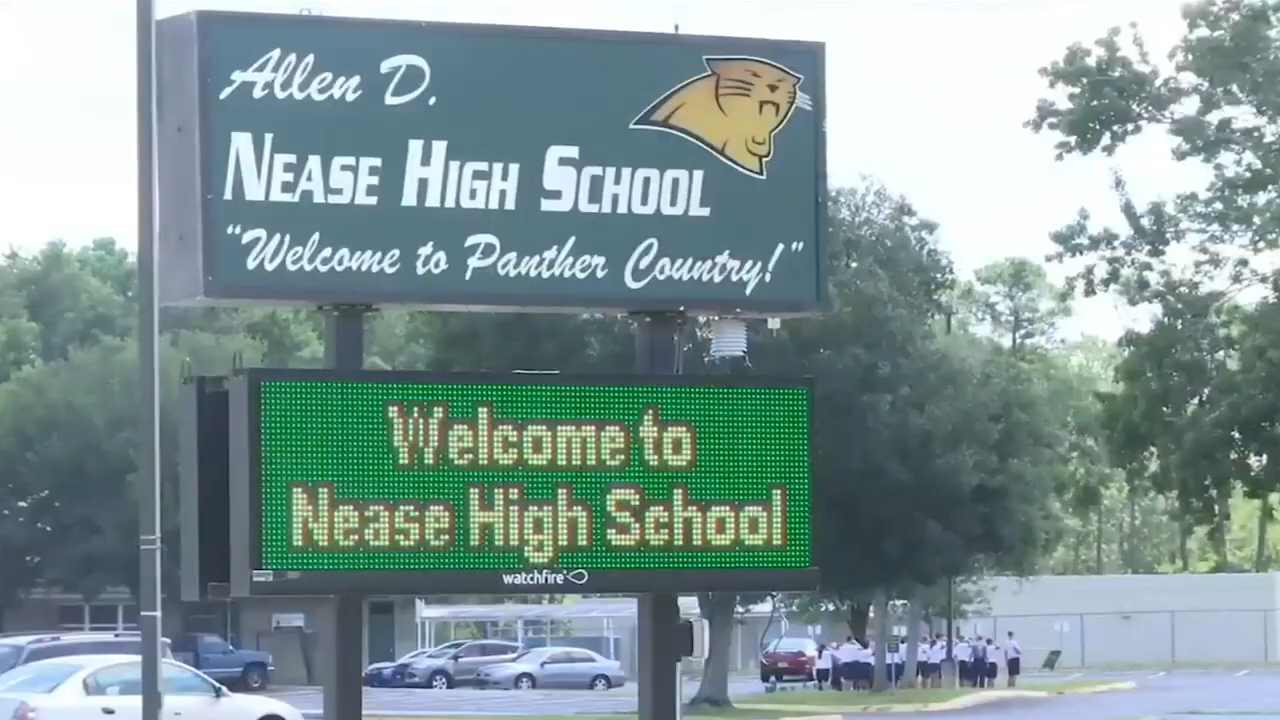 Allen D.
NEASE HIGH SCHOOL
"Welcome to Panther Country!"
Welcome to
Nease High School
watchfire